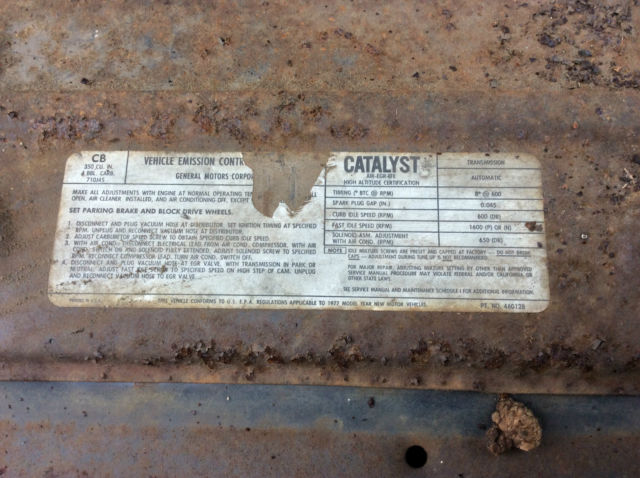 CB
350 CU. IN.
4 BBL. CARB.
710M5
VEHICLE EMISSION CONTR
GENERAL MOTORS CORPOR
MAKE ALL ADJUSTMENTS WITH ENGINE AT NORMAL OPERATING TEM
OPEN, AIR CLEANER INSTALLED, AND AIR CONDITIONING OFF, EXCEPT
SET PARKING BRAKE AND BLOCK DRIVE WHEELS.
1. DISCONNECT AND PLUG VACUUM HOSE AT DISTRIBUTOR. SET IGNITION TIMING AT SPECIFIED
RPM. UNPLUG AND RECONNECT VACUUM HOSE AT DISTRIBUTOR.
2. ADJUST CARBURETOR SPEED SCREW TO OBTAIN SPECIFIED CURB IDLE SPEED.
3. WITH AIR COND.: DISCONNECT ELECTRICAL LEAD FROM AIR COND. COMPRESSOR. WITH AIR
COND. SWITCH ON AND SOLENOID FULLY EXTENDED, ADJUST SOLENOID SCREW TO SPECIFIED
RPM. RECONNECT COMPRESSOR LEAD. TURN AIR COND. SWITCH OFF.
4. DISCONNECT AND PLUG VACUUM HOSE AT EGR VALVE. WITH TRANSMISSION IN PARK OR
NEUTRAL, ADJUST FAST IDLE SPEED TO SPECIFIED SPEED ON HIGH STEP OF CAM. UNPLUG
AND RECONNECT VACUUM HOSE TO EGR VALVE.
CATALYST
AIR-EGR-EFE
HIGH ALTITUDE CERTIFICATION
TRANSMISSION
AUTOMATIC
TIMING (° BTC @ RPM) 8° @ 600
SPARK PLUG GAP (IN.) 0.045
CURB IDLE SPEED (RPM) 600 (DR)
FAST IDLE SPEED (RPM) 1600 (P) OR (N)
SOLENOID ASM. ADJUSTMENT
WITH AIR COND. (RPM) 650 (DR)
NOTE: IDLE MIXTURE SCREWS ARE PRESET AND CAPPED AT FACTORY — DO NOT REMOVE
CAPS — ADJUSTMENT DURING TUNE UP IS NOT RECOMMENDED.
FOR MAJOR REPAIR, ADJUSTING MIXTURE SETTING BY OTHER THAN APPROVED
SERVICE MANUAL PROCEDURE MAY VIOLATE FEDERAL AND/OR CALIFORNIA OR
OTHER STATE LAWS.
SEE SERVICE MANUAL AND MAINTENANCE SCHEDULE FOR ADDITIONAL INFORMATION.
PRINTED IN U.S.A.
THIS VEHICLE CONFORMS TO U.S. E.P.A. REGULATIONS APPLICABLE TO 1977 MODEL YEAR NEW MOTOR VEHICLES.
PT. NO. 460128